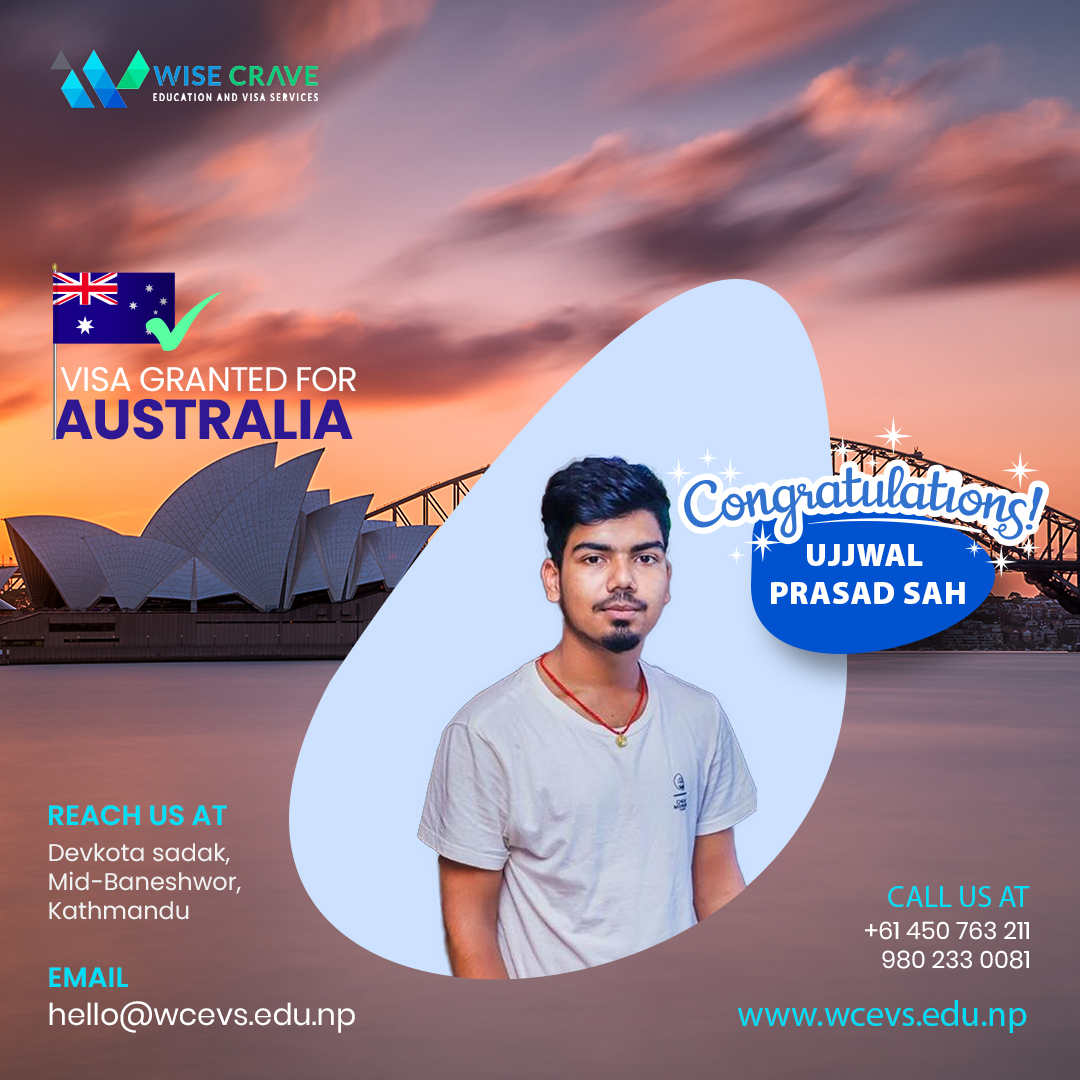 WISE CRAVE
EDUCATION AND VISA SERVICES
VISA GRANTED FOR
AUSTRALIA
Congratulations!
UJJWAL
PRASAD SAH
REACH US AT
Devkota sadak,
Mid-Baneshwor,
Kathmandu
EMAIL
hello@wcevs.edu.np
CALL US AT
+61 450 763 211
980 233 0081
www.wcevs.edu.np